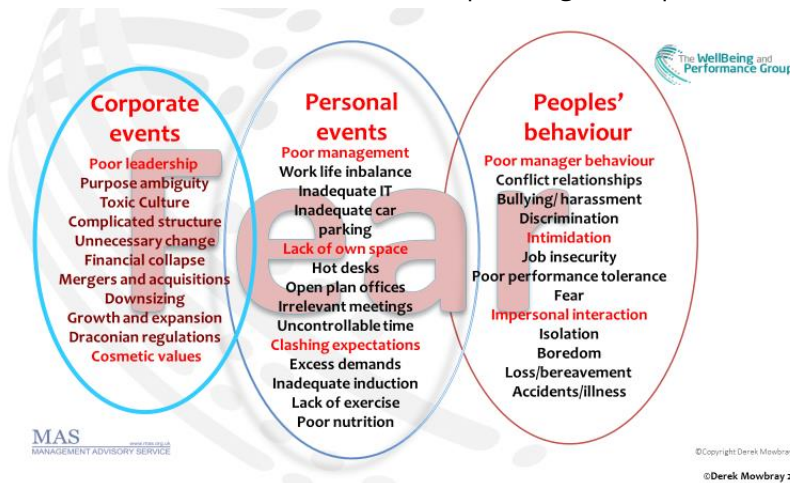 The WellBeing and
Performance Group
Fear
Corporate
events
Poor leadership
Purpose ambiguity
Toxic Culture
Complicated structure
Unnecessary change
Financial collapse
Mergers and acquisitions
Downsizing
Growth and expansion
Draconian regulations
Cosmetic values
Personal
events
Poor management
Work life inbalance
Inadequate IT
Inadequate car
parking
Lack of own space
Hot desks
Open plan offices
Irrelevant meetings
Uncontrollable time
Clashing expectations
Excess demands
Inadequate induction
Lack of exercise
Poor nutrition
Peoples'
behaviour
Poor manager behaviour
Conflict relationships
Bullying/ harassment
Discrimination
Intimidation
Job insecurity
Poor performance tolerance
Fear
Impersonal interaction
Isolation
Boredom
Loss/bereavement
Accidents/illness
MAS
www.mas.org.uk
MANAGEMENT ADVISORY SERVICE
©Copyright Derek Mowbray
©Derek Mowbray 2